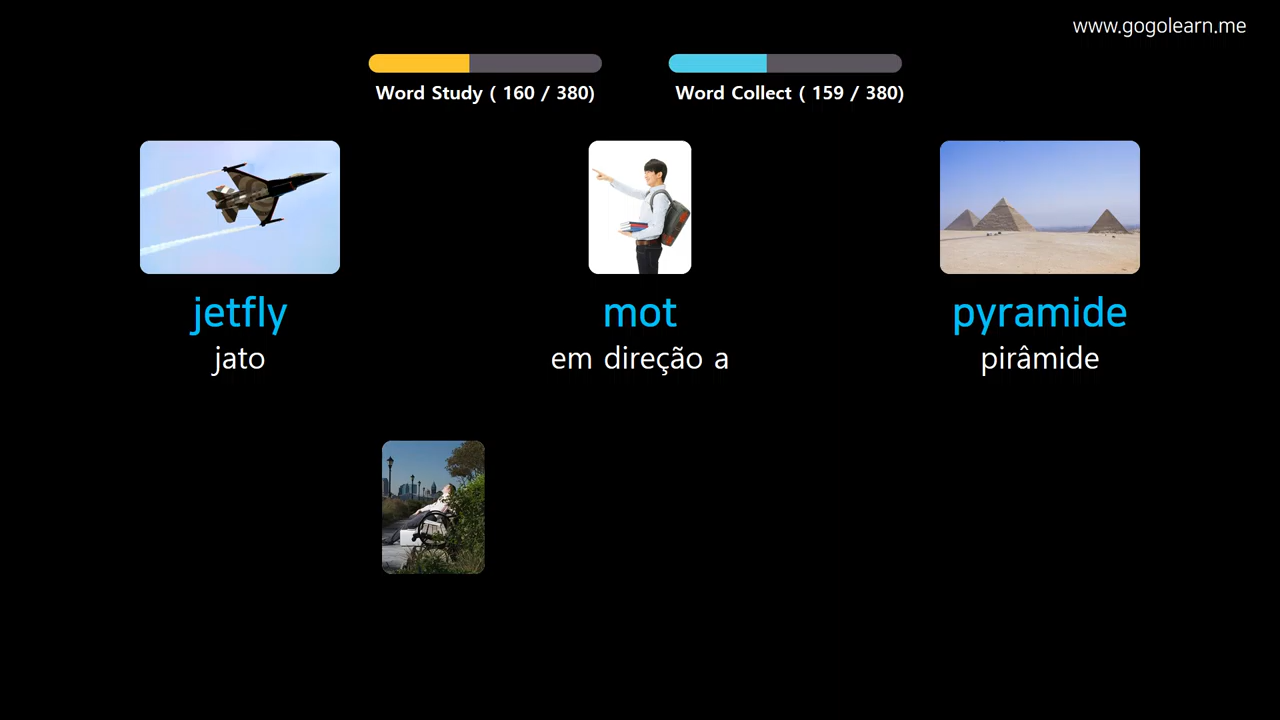 www.gogolearn.me
Word Study ( 160 / 380)
Word Collect ( 159 / 380)
jetfly
mot
pyramide
jato
em direção a
pirâmide